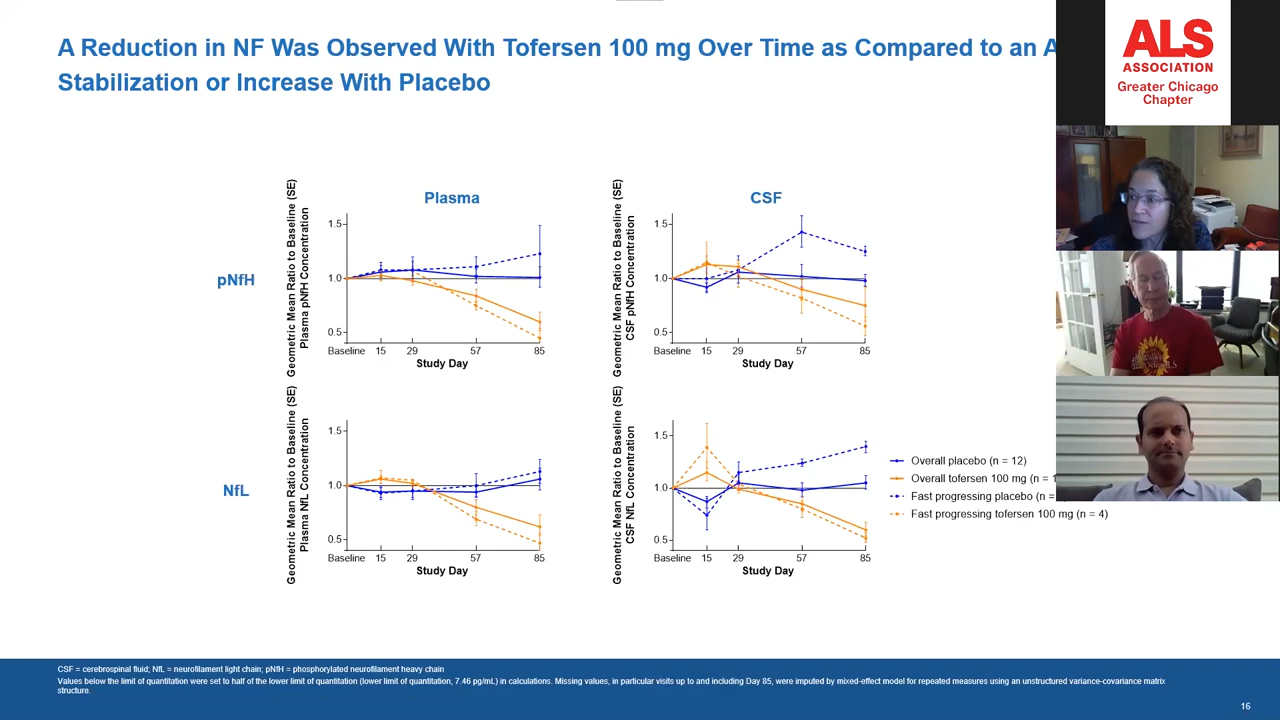 A Reduction in NF Was Observed With Tofersen 100 mg Over Time as Compared to an
Stabilization or Increase With Placebo
ALS
ASSOCIATION
Greater Chicago
Chapter
Plasma
CSF
pNfH
Geometric Mean Ratio to Baseline (SE)
Plasma pNfH Concentration
1.5
1.0
0.5
Baseline 15 29 57 85
Study Day
Geometric Mean Ratio to Baseline (SE)
CSF pNfH Concentration
1.5
1.0
0.5
Baseline 15 29 57 85
Study Day
NfL
Geometric Mean Ratio to Baseline (SE)
Plasma NfL Concentration
1.5
1.0
0.5
Baseline 15 29 57 85
Study Day
Geometric Mean Ratio to Baseline (SE)
CSF NfL Concentration
1.5
1.0
0.5
Baseline 15 29 57 85
Study Day
Overall placebo (n = 12)
Overall tofersen 100 mg (n =
Fast progressing placebo (n =
Fast progressing tofersen 100 mg (n = 4)
CSF = cerebrospinal fluid; NfL = neurofilament light chain; pNfH = phosphorylated neurofilament heavy chain
Values below the limit of quantitation were set to half of the lower limit of quantitation (lower limit of quantitation, 7.46 pg/mL) in calculations. Missing values, in particular visits up to and including Day 85, were imputed by mixed-effect model for repeated measures using an unstructured variance-covariance matrix
structure.
16